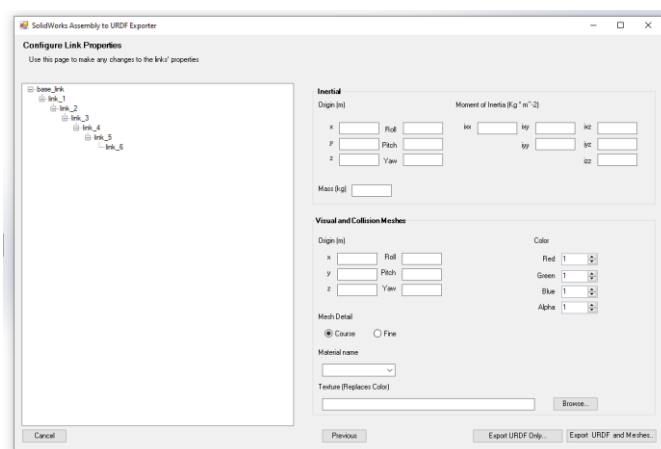 SolidWorks Assembly to URDF Exporter
Configure Link Properties
Use this page to make any changes to the links' properties
base_link
link_1
link_2
link_3
link_4
link_5
link_6
Inertial
Origin (m)
Moment of Inertia (Kg * m^-2)
x Roll
y Pitch
z Yaw
ixx ixy ixz
iyy iyz
izz
Mass (kg)
Visual and Collision Meshes
Origin (m)
x Roll
y Pitch
z Yaw
Color
Red 1
Green 1
Blue 1
Alpha 1
Mesh Detail
Course Fine
Material name
Texture (Replaces Color)
Browse...
Cancel
Previous
Export URDF Only...
Export URDF and Meshes..